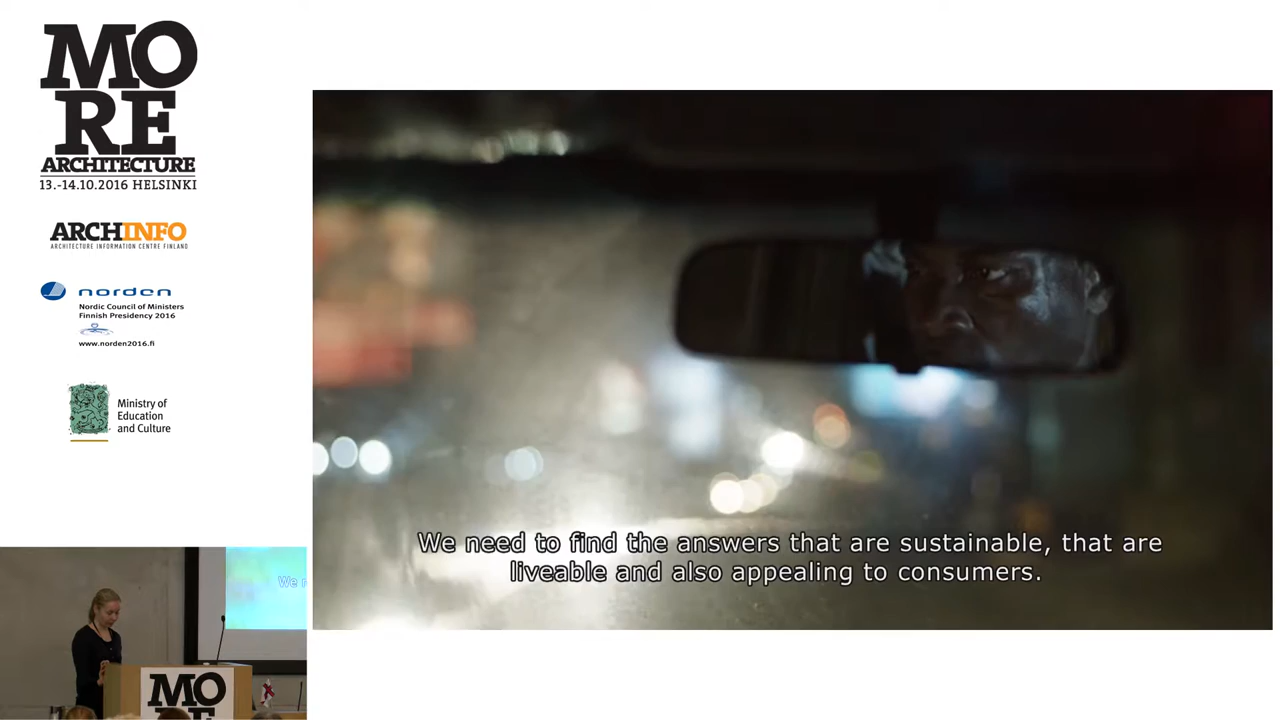 MO
RE
ARCHITECTURE
13.-14.10.2016 HELSINKI
ARCHINFO
ARCHITECTURE INFORMATION CENTRE FINLAND
norden
Nordic Council of Ministers
Finnish Presidency 2016
www.norden2016.fi
Ministry of
Education
and Culture
We need to find the answers that are sustainable, that are
liveable and also appealing to consumers.
We
MO
RE